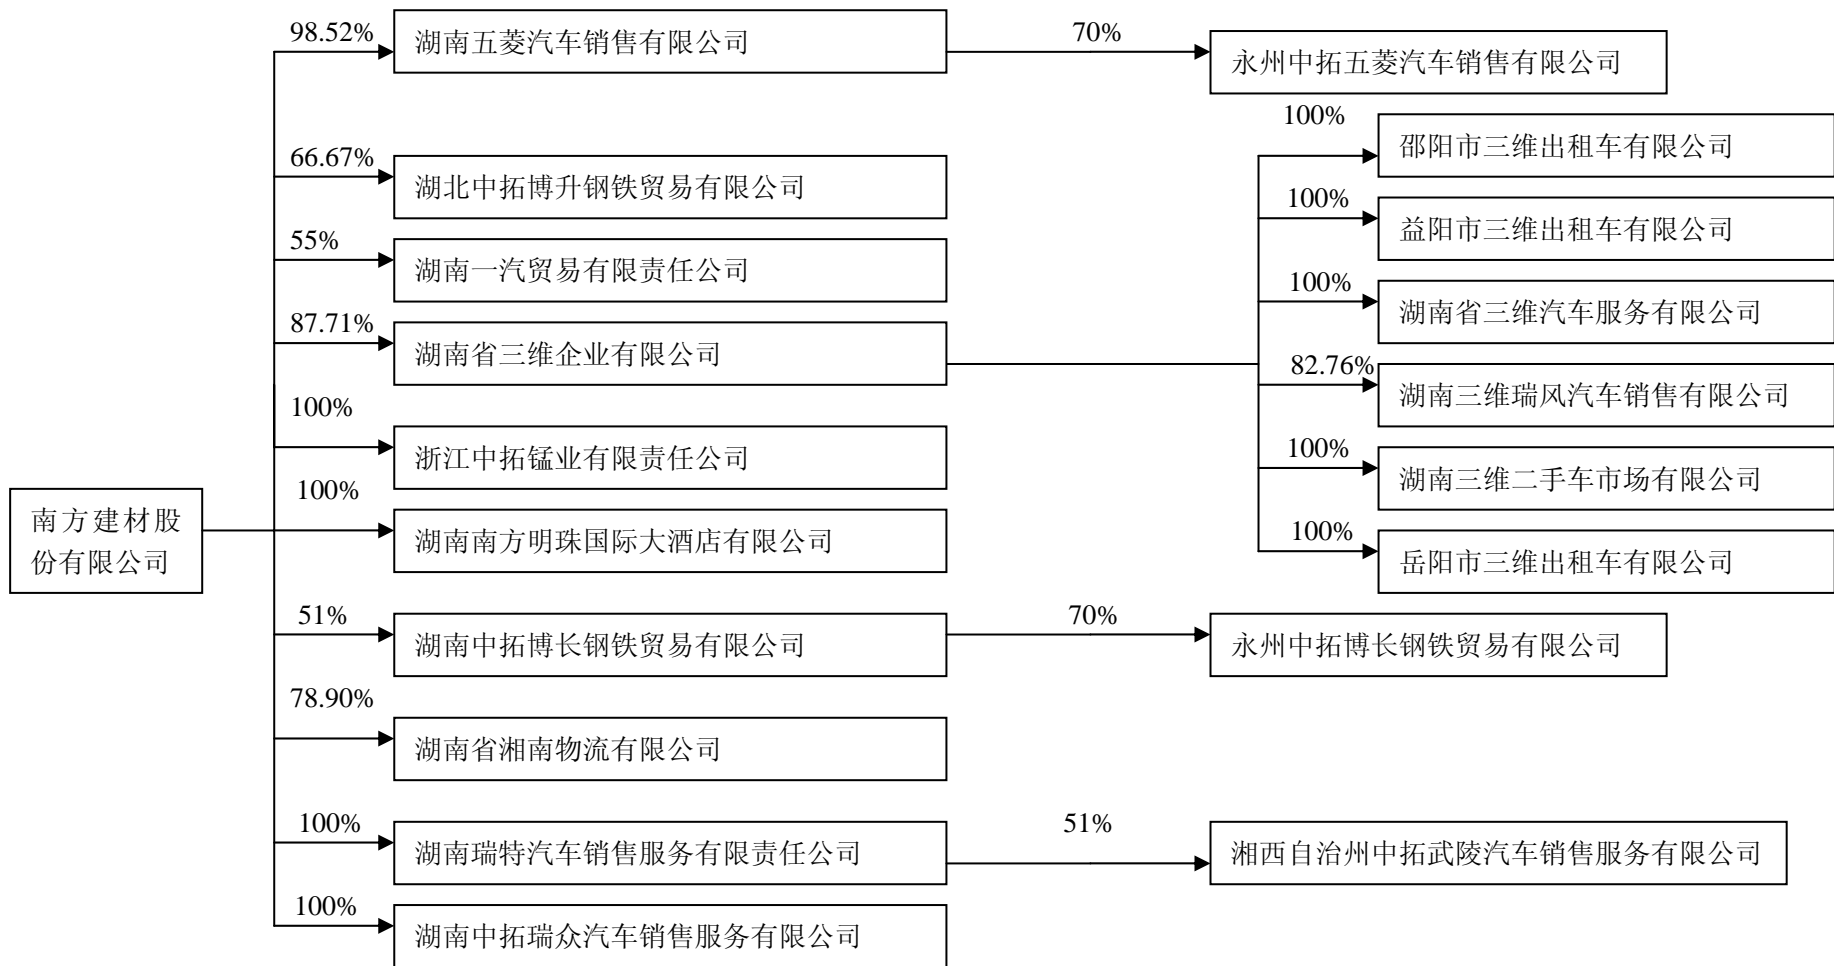 98.52%
湖南五菱汽车销售有限公司
70%
永州中拓五菱汽车销售有限公司
100%
邵阳市三维出租车有限公司
66.67%
湖北中拓博升钢铁贸易有限公司
100%
益阳市三维出租车有限公司
55%
湖南一汽贸易有限责任公司
100%
湖南省三维汽车服务有限公司
87.71%
湖南省三维企业有限公司
82.76%
湖南三维瑞风汽车销售有限公司
100%
浙江中拓锰业有限责任公司
100%
湖南三维二手车市场有限公司
南方建材股
份有限公司
100%
湖南南方明珠国际大酒店有限公司
100%
岳阳市三维出租车有限公司
51%
湖南中拓博长钢铁贸易有限公司
70%
永州中拓博长钢铁贸易有限公司
78.90%
湖南省湘南物流有限公司
100%
湖南瑞特汽车销售服务有限责任公司
51%
湘西自治州中拓武陵汽车销售服务有限公司
100%
湖南中拓瑞众汽车销售服务有限公司